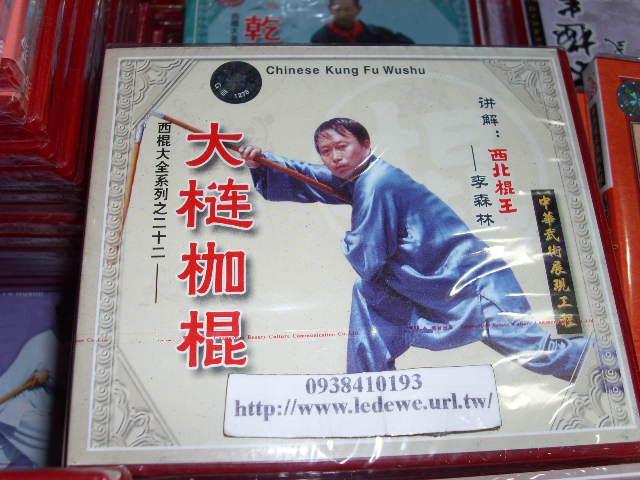 Chinese Kung Fu Wushu
讲解：西北棍王
——李森林
西棍大全系列之二十二——
大梿枷棍
中華武術展現工程
0938410193
http://www.ledewe.url.tw/
乾